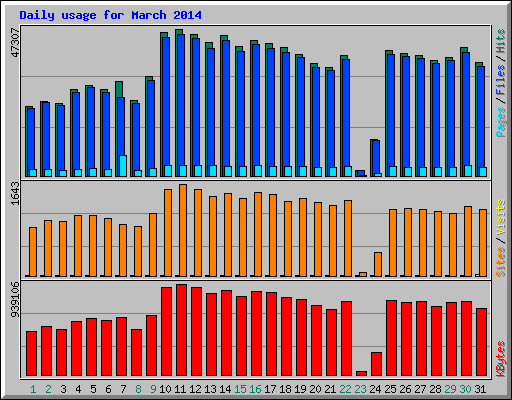 Daily usage for March 2014
47307
Pages / Files / Hits
1643
Sites / Visits
939106
KBytes
1 2 3 4 5 6 7 8 9 10 11 12 13 14 15 16 17 18 19 20 21 22 23 24 25 26 27 28 29 30 31